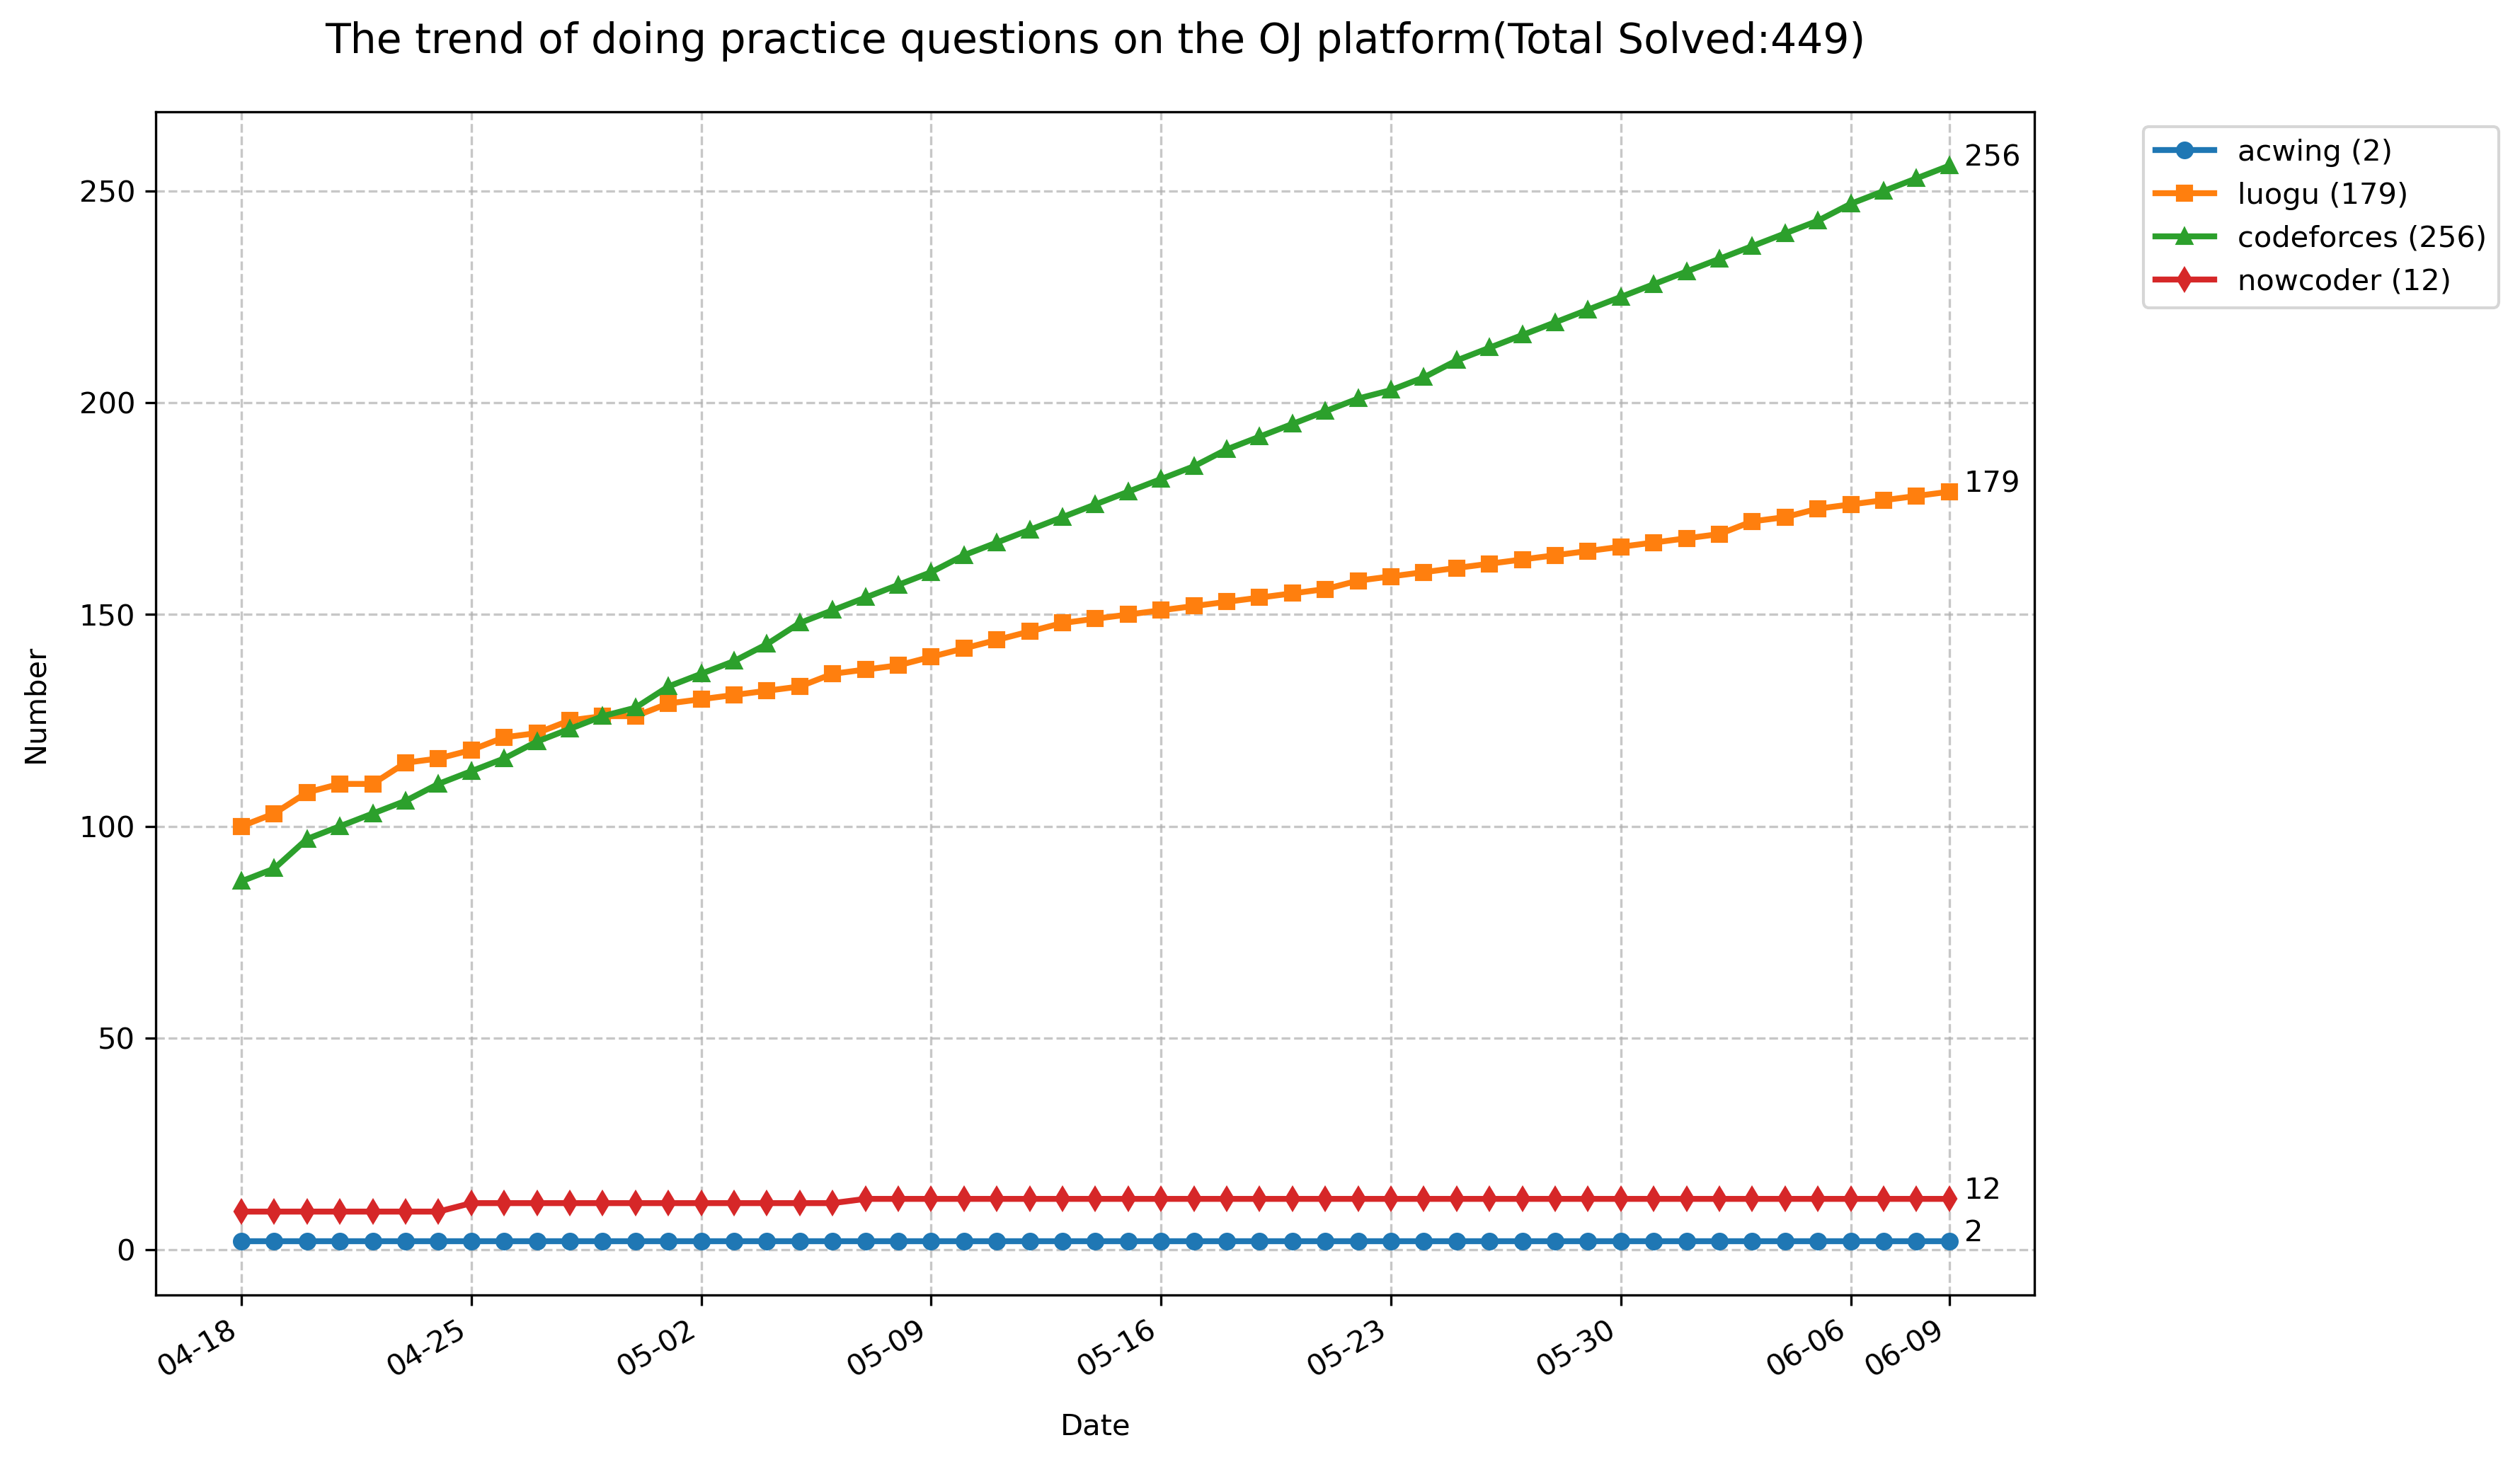 The trend of doing practice questions on the OJ platform(Total Solved:449)
acwing (2)
luogu (179)
codeforces (256)
nowcoder (12)
256
179
12
2
Number
250
200
150
100
50
0
04-18
04-25
05-02
05-09
05-16
05-23
05-30
06-06
06-09
Date